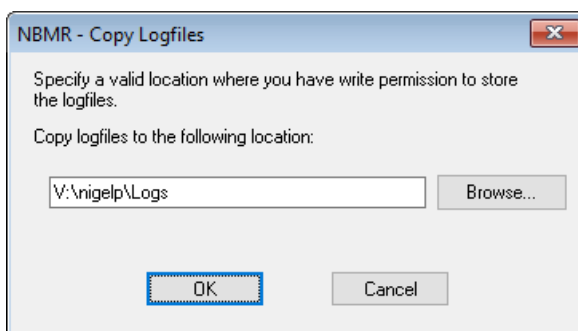 NBMR - Copy Logfiles
Specify a valid location where you have write permission to store
the logfiles.
Copy logfiles to the following location:
V:\nigelp\Logs
Browse...
OK
Cancel